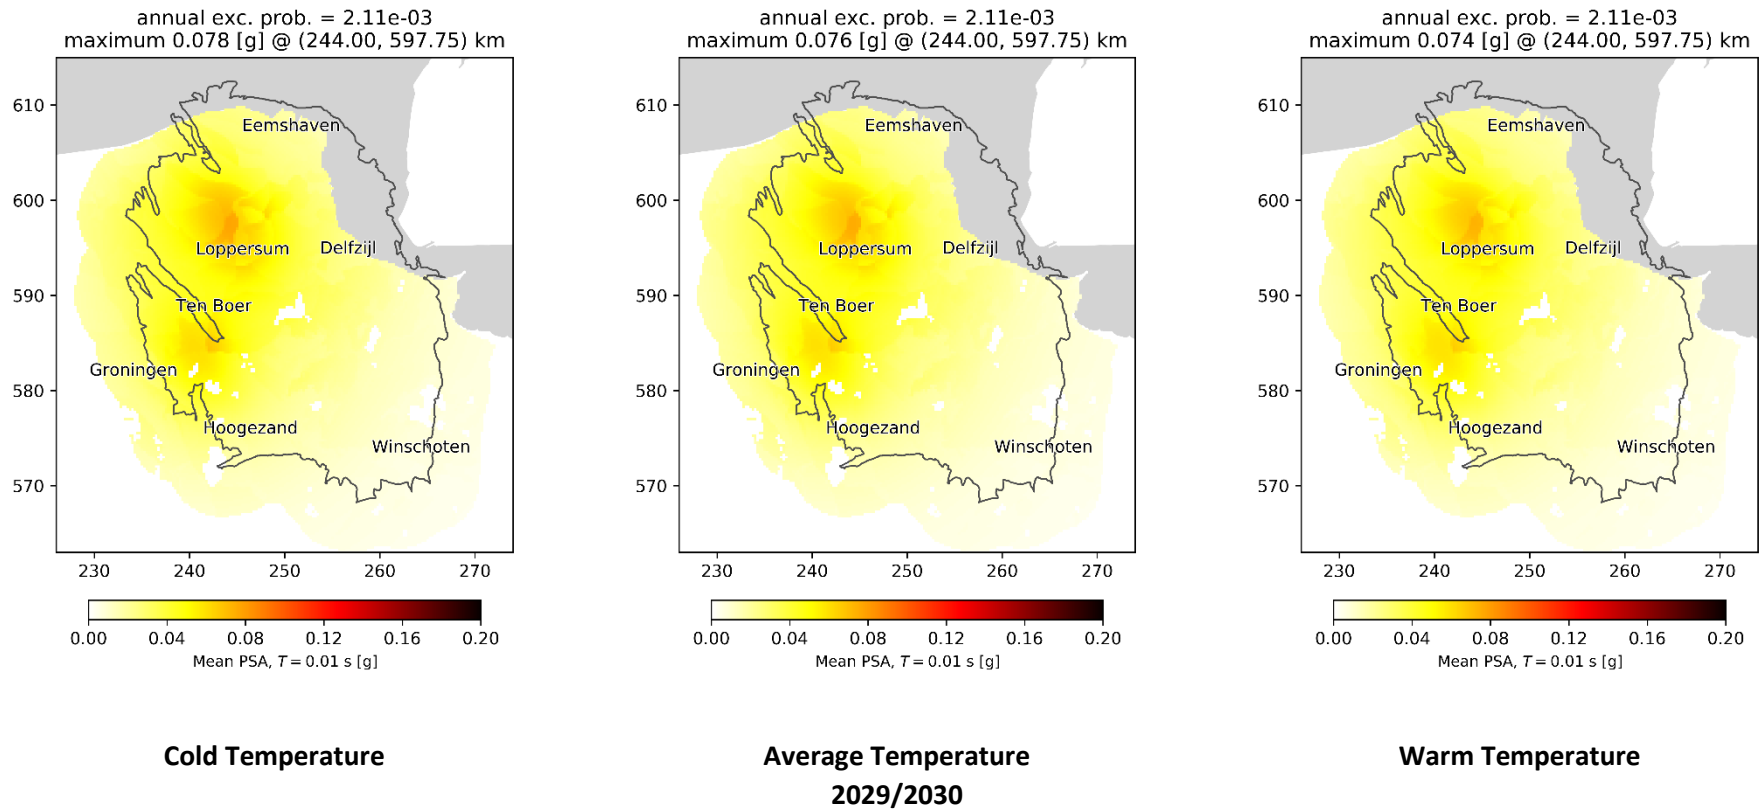 annual exc. prob. = 2.11e-03
maximum 0.078 [g] @ (244.00, 597.75) km
610
600
590
580
570
Eemshaven
Loppersum
Delfzijl
Ten Boer
Groningen
Hoogezand
Winschoten
230 240 250 260 270
0.00 0.04 0.08 0.12 0.16 0.20
Mean PSA, T = 0.01 s [g]
Cold Temperature
annual exc. prob. = 2.11e-03
maximum 0.076 [g] @ (244.00, 597.75) km
610
600
590
580
570
Eemshaven
Loppersum
Delfzijl
Ten Boer
Groningen
Hoogezand
Winschoten
230 240 250 260 270
0.00 0.04 0.08 0.12 0.16 0.20
Mean PSA, T = 0.01 s [g]
Average Temperature
2029/2030
annual exc. prob. = 2.11e-03
maximum 0.074 [g] @ (244.00, 597.75) km
610
600
590
580
570
Eemshaven
Loppersum
Delfzijl
Ten Boer
Groningen
Hoogezand
Winschoten
230 240 250 260 270
0.00 0.04 0.08 0.12 0.16 0.20
Mean PSA, T = 0.01 s [g]
Warm Temperature